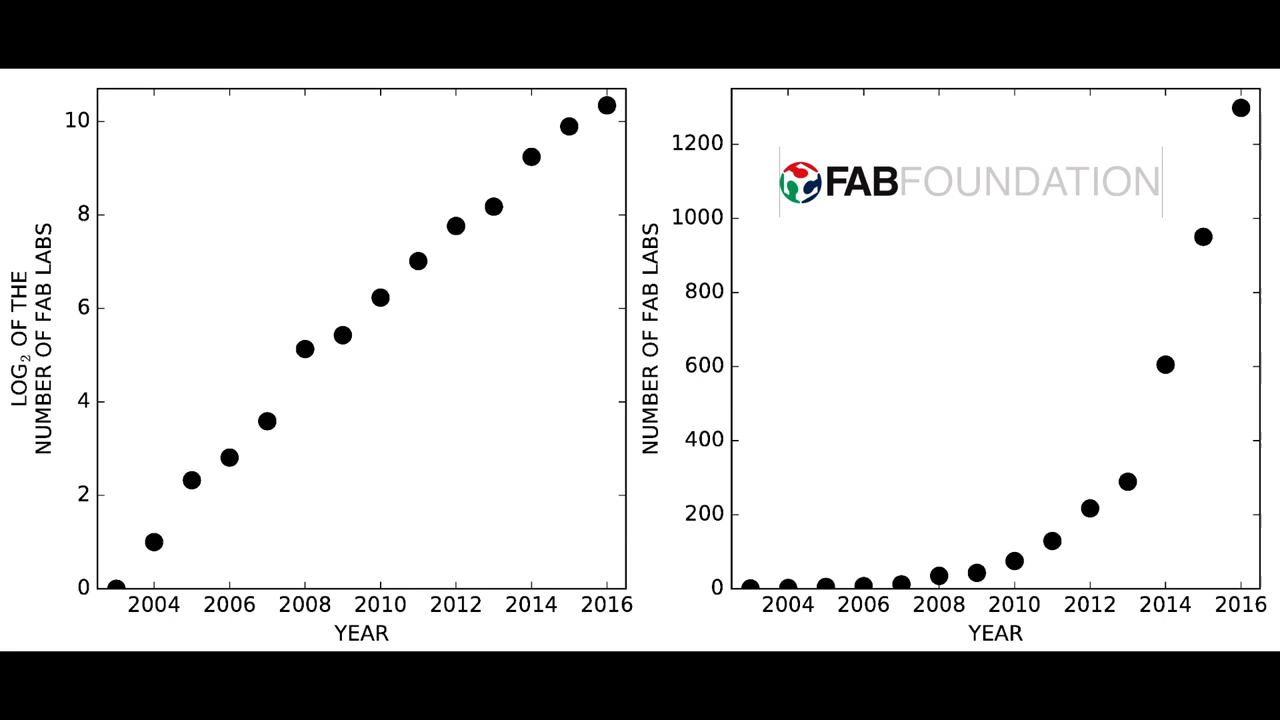 10
8
6
4
2
0
LOG₂ OF THE
NUMBER OF FAB LABS
2004 2006 2008 2010 2012 2014 2016
YEAR
FABFOUNDATION
1200
1000
800
600
400
200
0
NUMBER OF FAB LABS
2004 2006 2008 2010 2012 2014 2016
YEAR